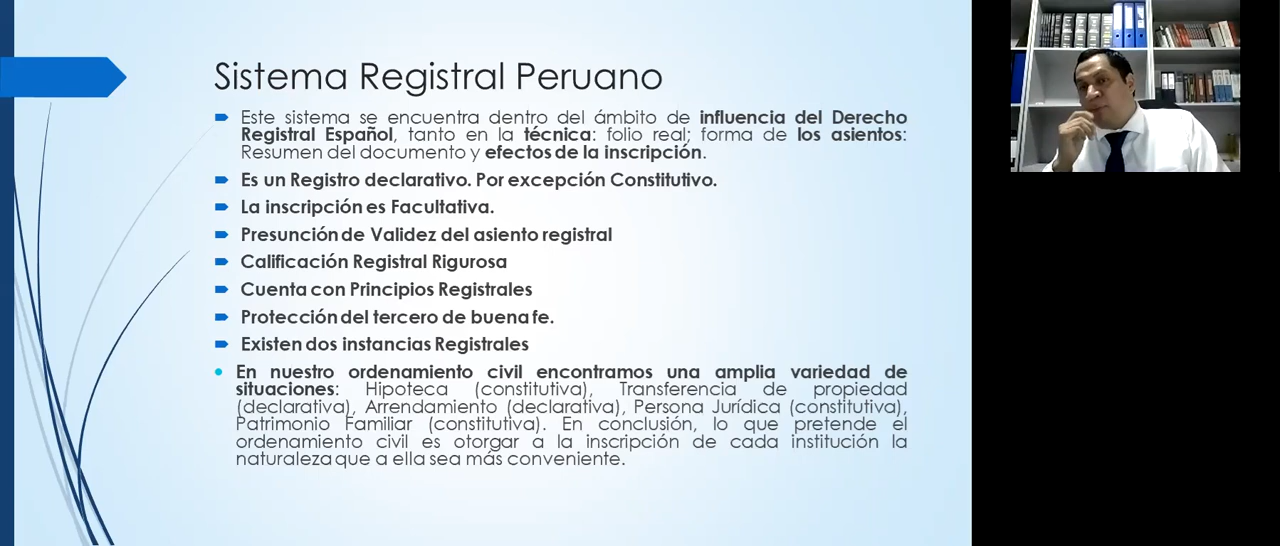 Sistema Registral Peruano
Este sistema se encuentra dentro del ámbito de influencia del Derecho
Registral Español, tanto en la técnica: folio real; forma de los asientos:
Resumen del documento y efectos de la inscripción.
Es un Registro declarativo. Por excepción Constitutivo.
La inscripción es Facultativa.
Presunción de Validez del asiento registral
Calificación Registral Rigurosa
Cuenta con Principios Registrales
Protección del tercero de buena fe.
Existen dos instancias Registrales
En nuestro ordenamiento civil encontramos una amplia variedad de
situaciones: Hipoteca (constitutiva), Transferencia de propiedad
(declarativa), Arrendamiento (declarativa), Persona Jurídica (constitutiva),
Patrimonio Familiar (constitutiva). En conclusión, lo que pretende el
ordenamiento civil es otorgar a la inscripción de cada institución la
naturaleza que a ella sea más conveniente.